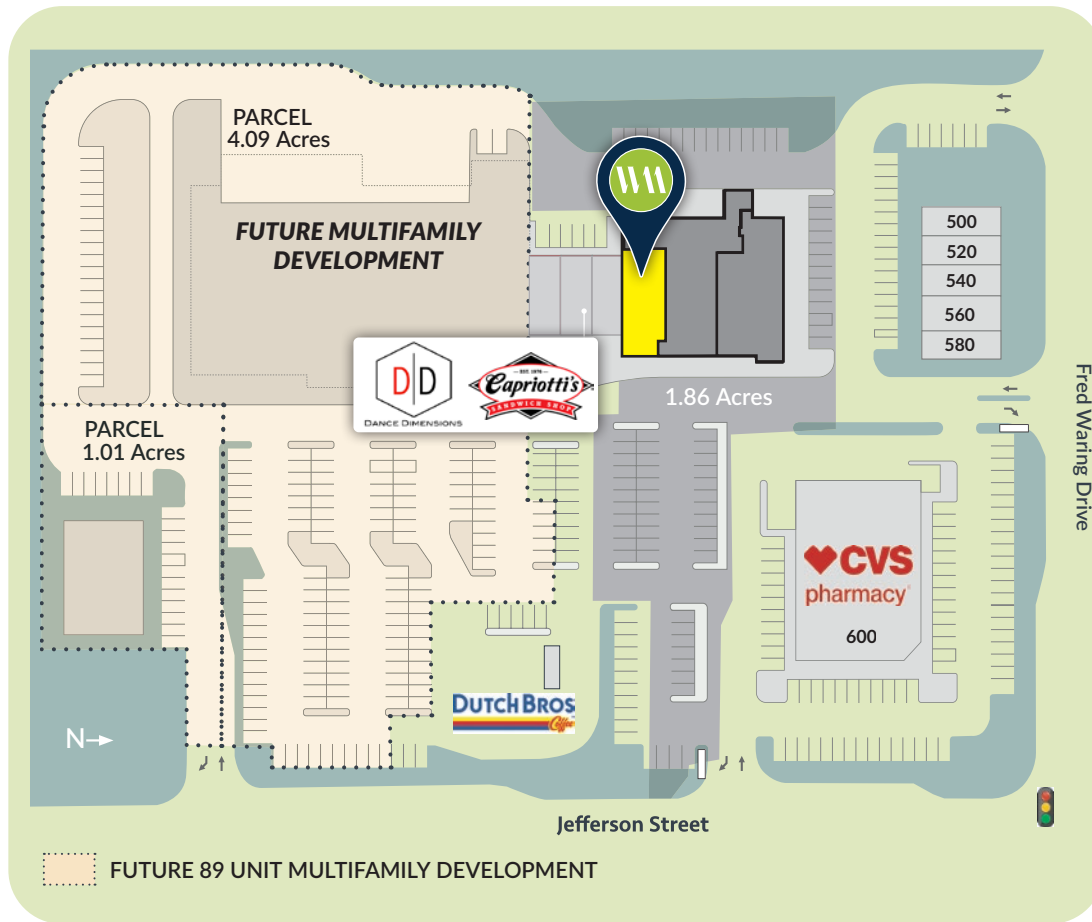 PARCEL
4.09 Acres
FUTURE MULTIFAMILY
DEVELOPMENT
WM
500
520
540
560
580
D|D
DANCE DIMENSIONS
EST. 1976
Capriotti's
SANDWICH SHOP
1.86 Acres
Fred Waring Drive
PARCEL
1.01 Acres
CVS
pharmacy
600
DUTCH BROS
Coffee
N
Jefferson Street
FUTURE 89 UNIT MULTIFAMILY DEVELOPMENT